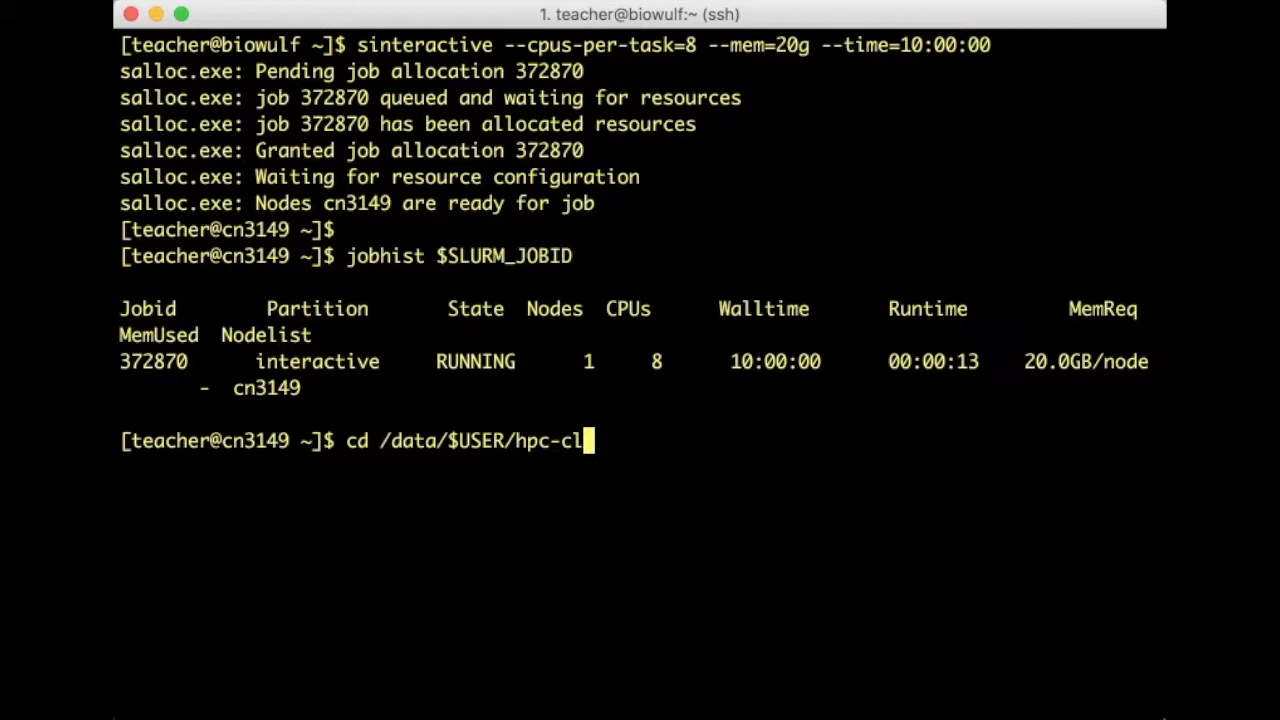 1. teacher@biowulf:~ (ssh)
[teacher@biowulf ~]$ sinteractive --cpus-per-task=8 --mem=20g --time=10:00:00
salloc.exe: Pending job allocation 372870
salloc.exe: job 372870 queued and waiting for resources
salloc.exe: job 372870 has been allocated resources
salloc.exe: Granted job allocation 372870
salloc.exe: Waiting for resource configuration
salloc.exe: Nodes cn3149 are ready for job
[teacher@cn3149 ~]$
[teacher@cn3149 ~]$ jobhist $SLURM_JOBID
Jobid Partition State Nodes CPUs Walltime Runtime MemReq
MemUsed Nodelist
372870 interactive RUNNING 1 8 10:00:00 00:00:13 20.0GB/node
- cn3149
[teacher@cn3149 ~]$ cd /data/$USER/hpc-cl